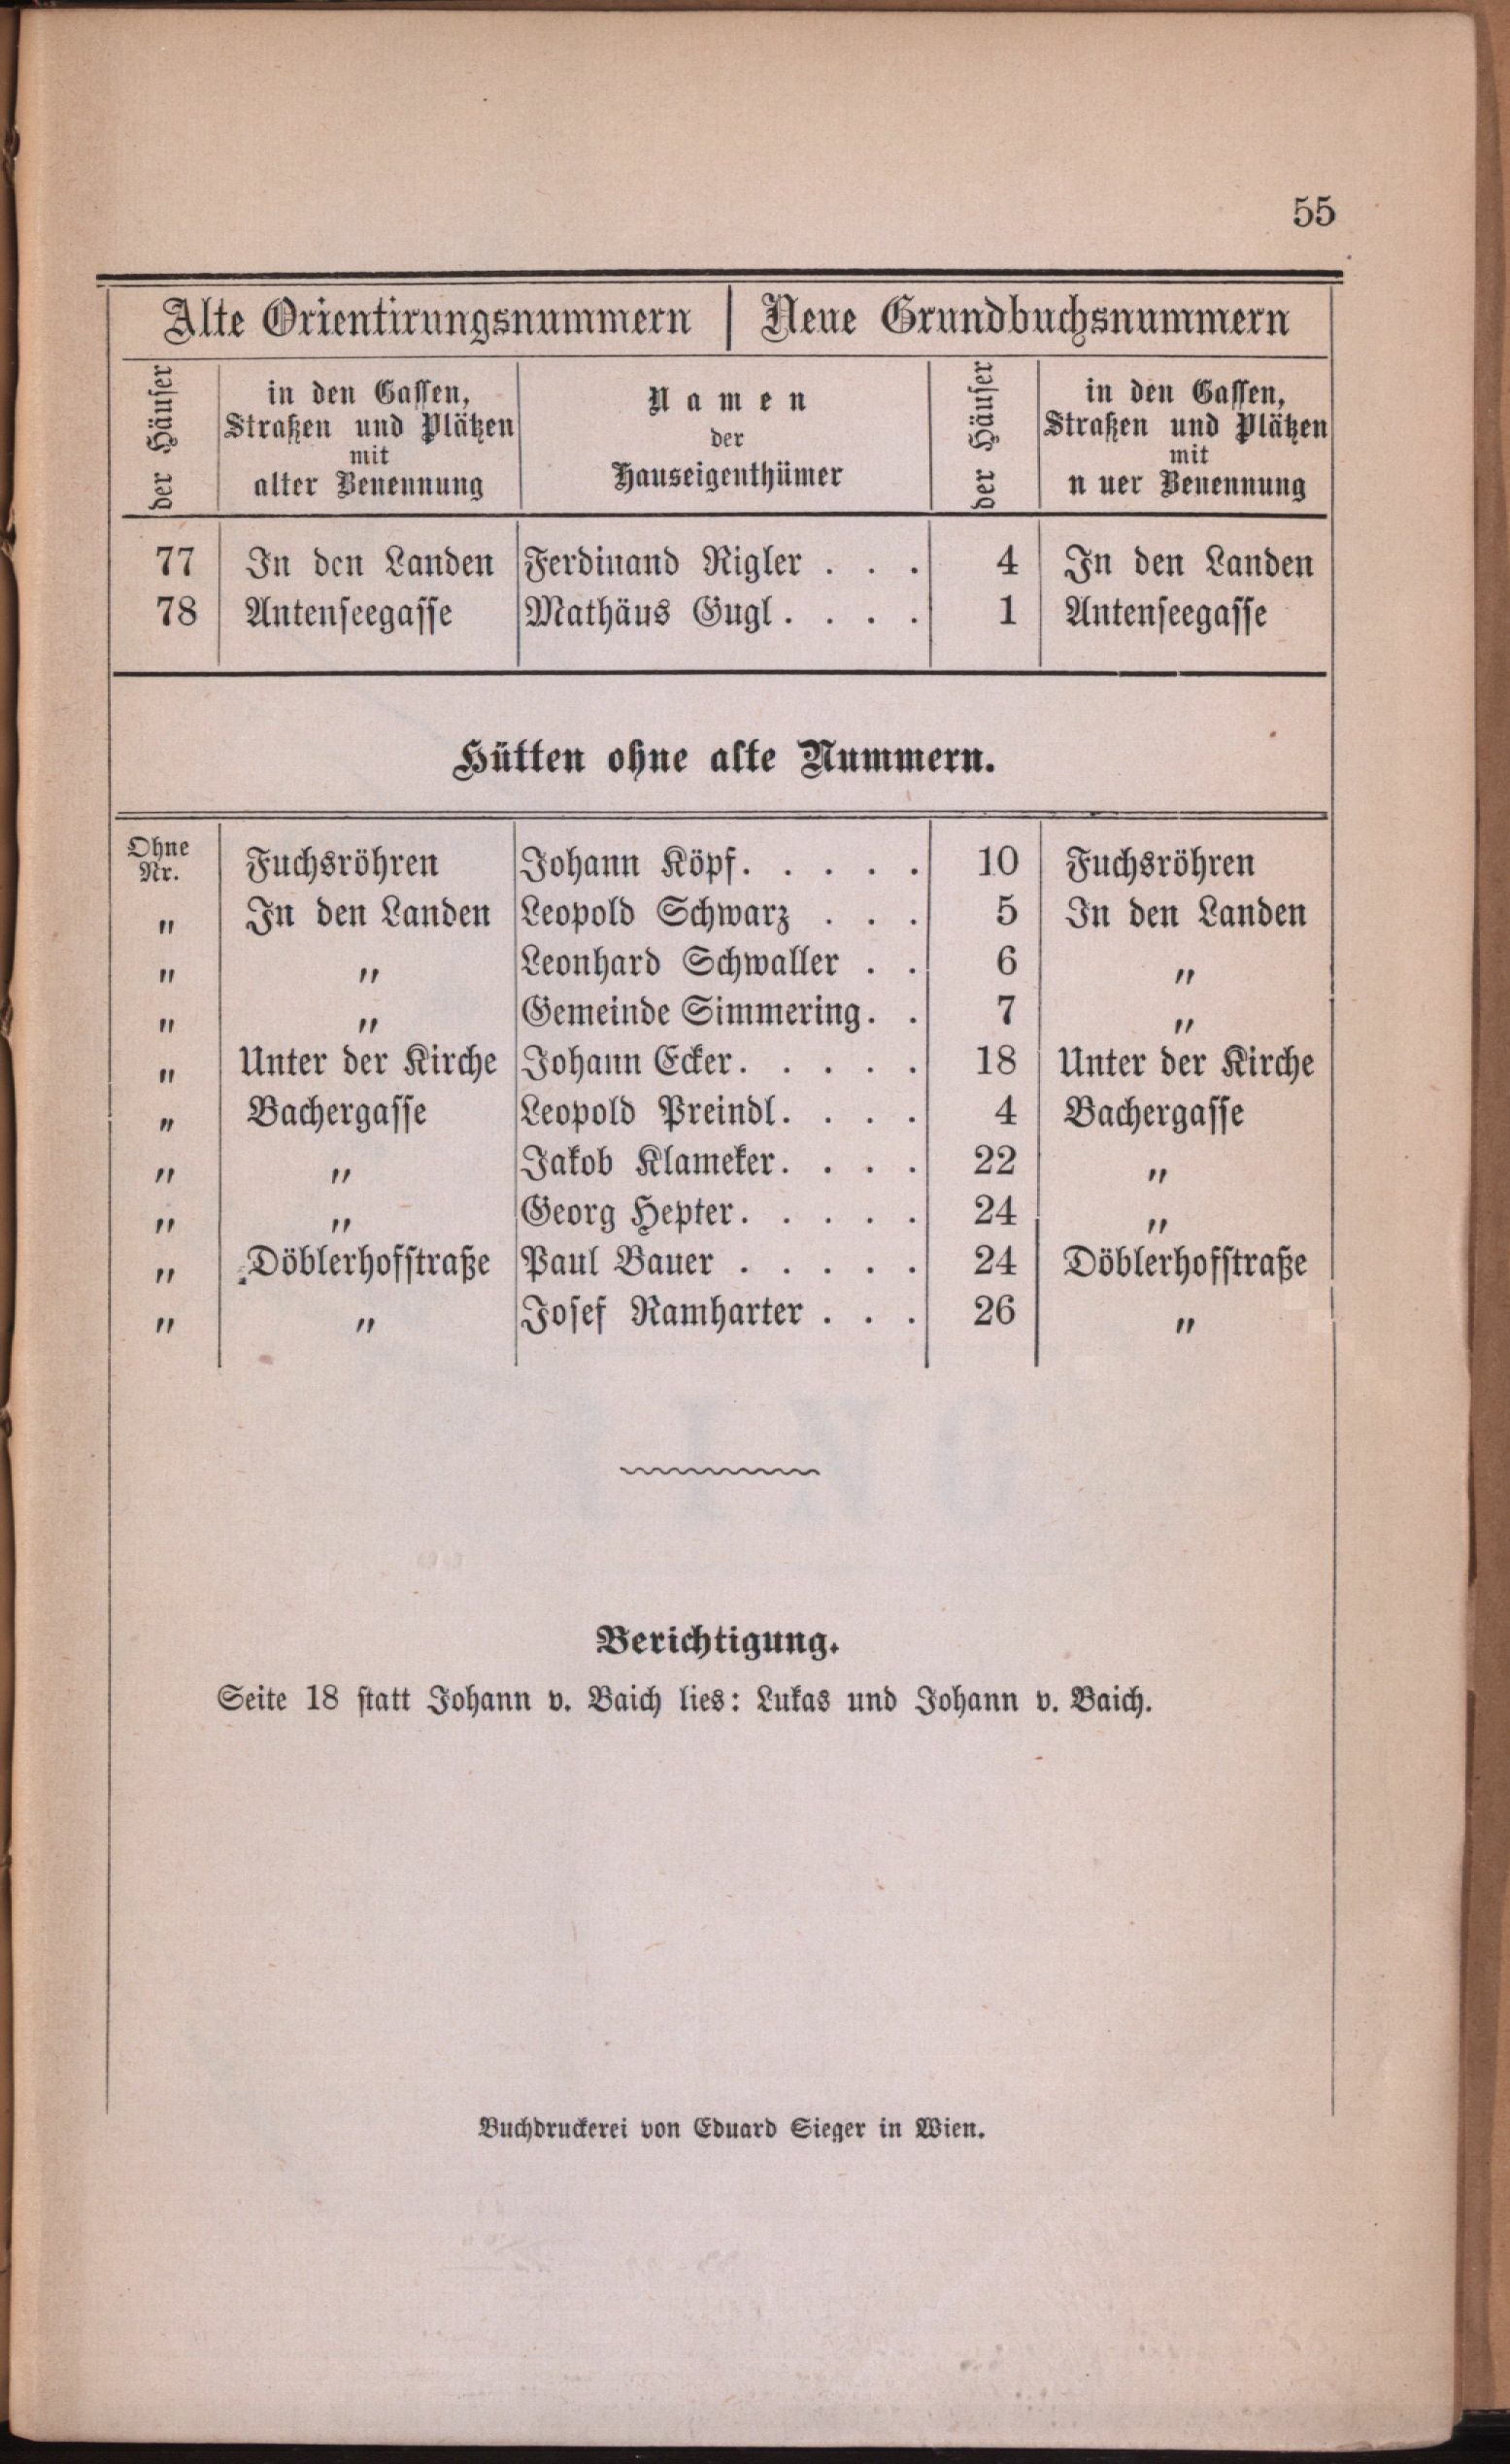 55
Alte Orientirungsnummern | Neue Grundbuchsnummern
der Häuser | in den Gassen, Straßen und Plätzen mit alter Benennung | Namen der Hauseigenthümer | der Häuser | in den Gassen, Straßen und Plätzen mit n uer Benennung
77 | In den Landen | Ferdinand Rigler . . . | 4 | In den Landen
78 | Antenseegasse | Mathäus Gugl . . . . | 1 | Antenseegasse
Hütten ohne alte Nummern.
Ohne Nr. | Fuchsröhren | Johann Köpf. . . . . | 10 | Fuchsröhren
" | In den Landen | Leopold Schwarz . . . | 5 | In den Landen
" | " | Leonhard Schwaller . . | 6 | "
" | " | Gemeinde Simmering. . | 7 | "
" | Unter der Kirche | Johann Ecker. . . . . | 18 | Unter der Kirche
" | Bachergasse | Leopold Preindl. . . . | 4 | Bachergasse
" | " | Jakob Klameker. . . . | 22 | "
" | " | Georg Hepter. . . . . | 24 | "
" | Döblerhofstraße | Paul Bauer . . . . . | 24 | Döblerhofstraße
" | " | Josef Ramharter . . . | 26 | "
Berichtigung.
Seite 18 statt Johann v. Baich lies: Lukas und Johann v. Baich.
Buchdruckerei von Eduard Sieger in Wien.